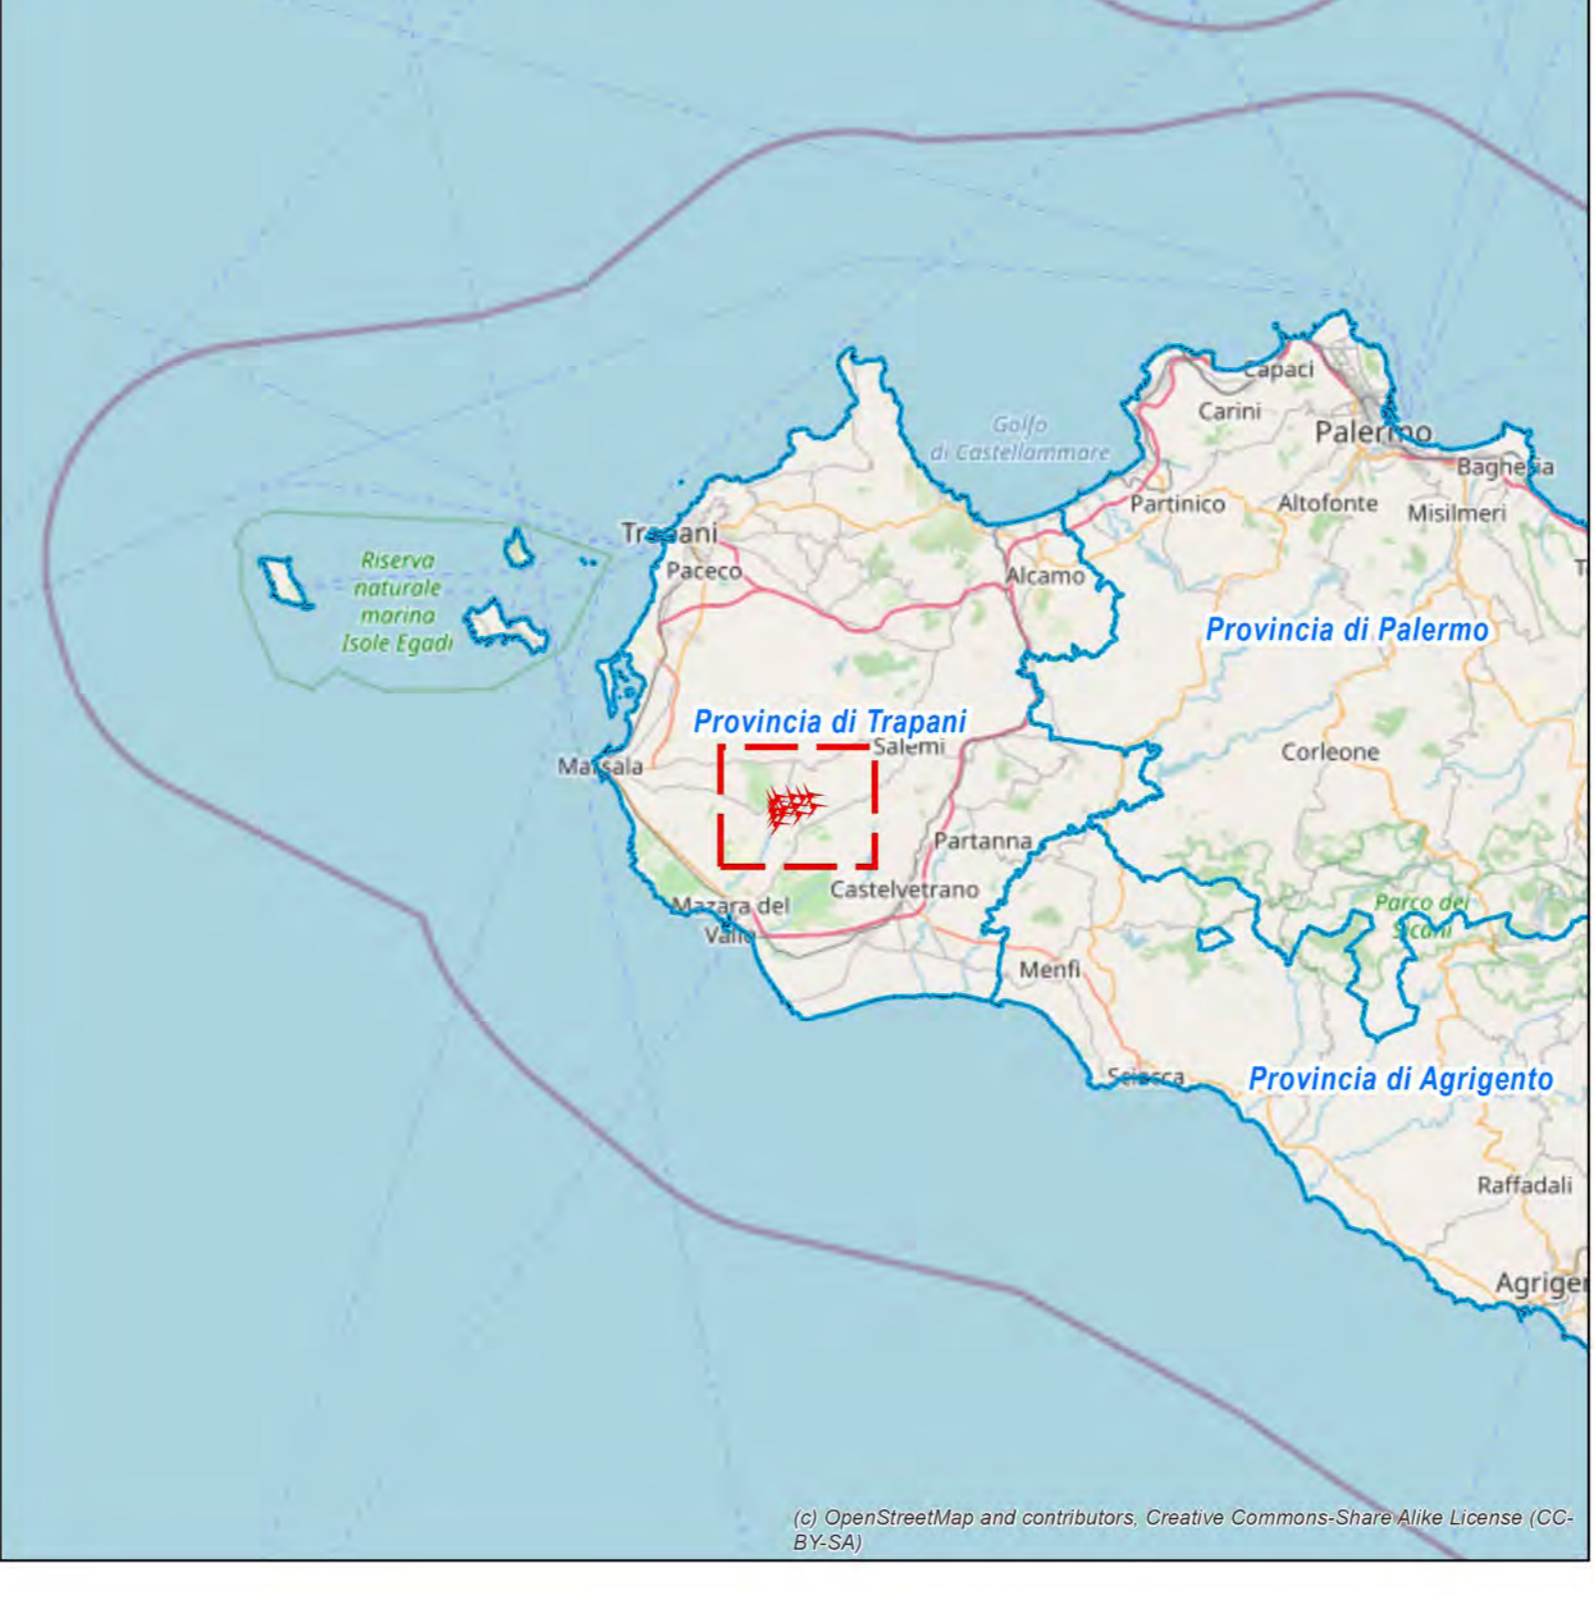 Capaci
Carini
Golfo
di Castellammare
Palermo
Bagheria
Partinico
Altofonte
Misilmeri
Trapani
Riserva
naturale
marina
Isole Egadi
Paceco
Alcamo
Provincia di Palermo
Provincia di Trapani
Salemi
Corleone
Marsala
Partanna
Castelvetrano
Mazara del
Vallo
Parco dei
Sicani
Menfi
Sciacca
Provincia di Agrigento
Raffadali
Agriger
(c) OpenStreetMap and contributors, Creative Commons-Share Alike License (CC-
BY-SA)